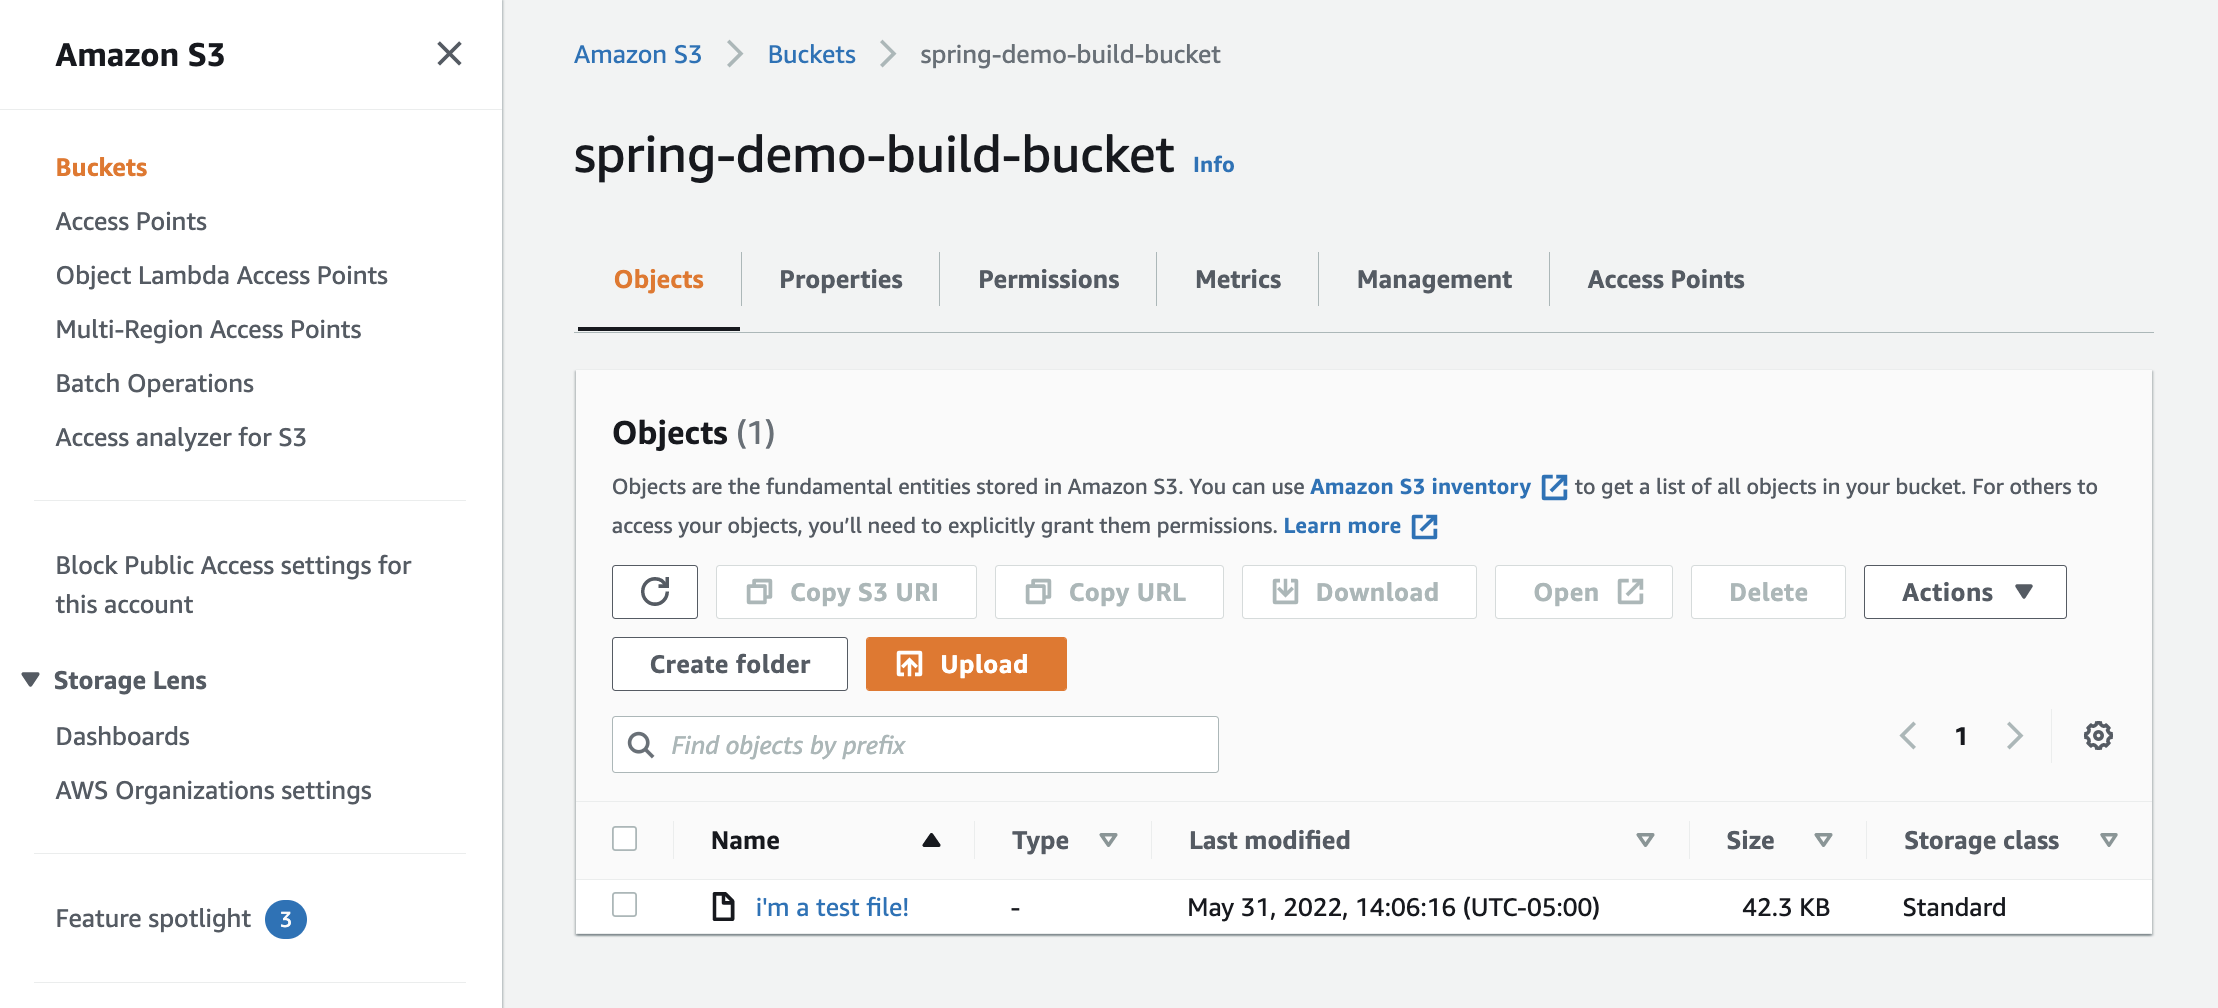 Amazon S3
Buckets
Access Points
Object Lambda Access Points
Multi-Region Access Points
Batch Operations
Access analyzer for S3
Block Public Access settings for
this account
Storage Lens
Dashboards
AWS Organizations settings
Feature spotlight 3
Amazon S3 Buckets spring-demo-build-bucket
spring-demo-build-bucket Info
Objects Properties Permissions Metrics Management Access Points
Objects (1)
Objects are the fundamental entities stored in Amazon S3. You can use Amazon S3 inventory to get a list of all objects in your bucket. For others to
access your objects, you’ll need to explicitly grant them permissions. Learn more
Copy S3 URI Copy URL Download Open Delete Actions
Create folder Upload
Find objects by prefix 1
Name Type Last modified Size Storage class
i'm a test file! - May 31, 2022, 14:06:16 (UTC-05:00) 42.3 KB Standard